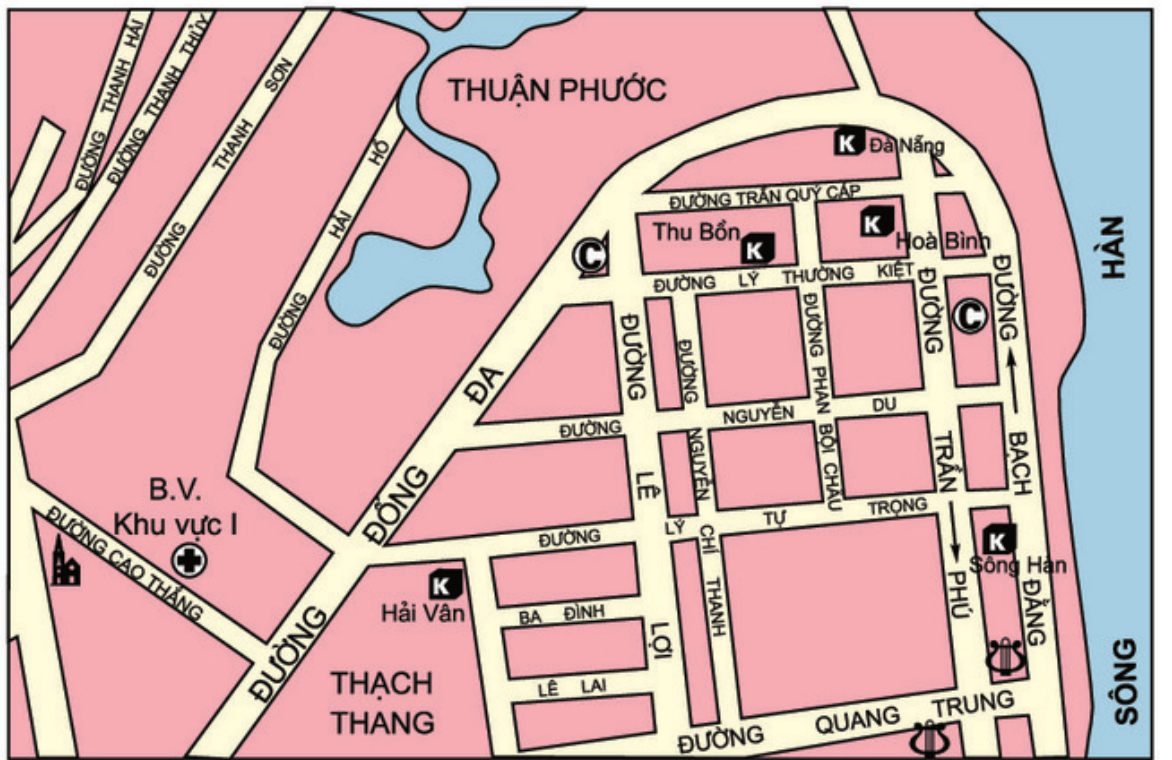 ĐƯỜNG THANH HẢI
ĐƯỜNG THANH THỦY
ĐƯỜNG THANH SƠN
ĐƯỜNG HẢI HỒ
THUẬN PHƯỚC
K Đà Nẵng
ĐƯỜNG TRẦN QUÝ CÁP
Thu Bồn K
K Hoà Bình
C
ĐƯỜNG LÝ THƯỜNG KIỆT
C
ĐƯỜNG ĐỐNG ĐA
ĐƯỜNG LÊ LỢI
ĐƯỜNG NGUYỄN CHÍ THANH
ĐƯỜNG PHAN BỘI CHÂU
ĐƯỜNG TRẦN PHÚ
ĐƯỜNG BẠCH ĐẰNG
ĐƯỜNG NGUYỄN DU
ĐƯỜNG LÝ TỰ TRỌNG
B.V.
Khu vực I
ĐƯỜNG CAO THẮNG
K
Hải Vân
K
Sông Hàn
BA ĐÌNH
LÊ LAI
THẠCH
THANG
ĐƯỜNG QUANG TRUNG
SÔNG HÀN